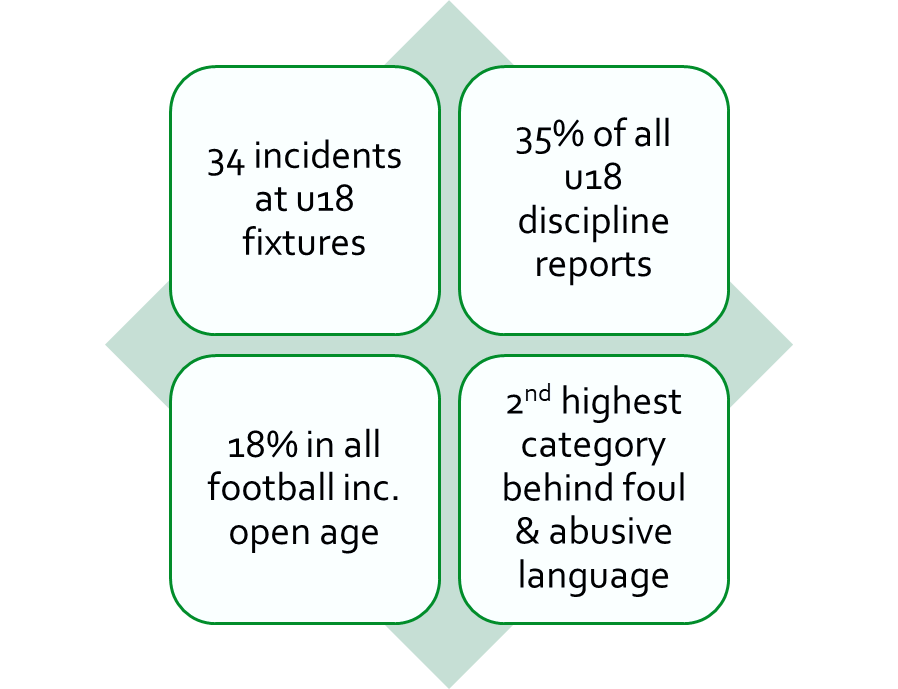 34 incidents
at u18
fixtures
35% of all
u18
discipline
reports
18% in all
football inc.
open age
2nd highest
category
behind foul
& abusive
language